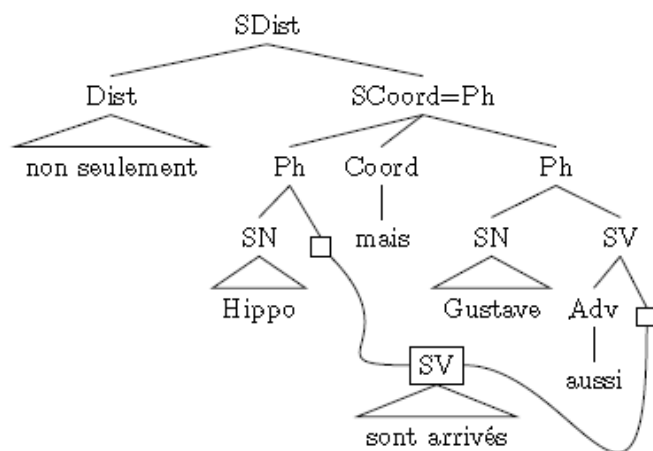 SDist
Dist SCoord=Ph
non seulement Ph Coord Ph
SN mais SN SV
Hippo Gustave Adv
SV aussi
sont arrivés